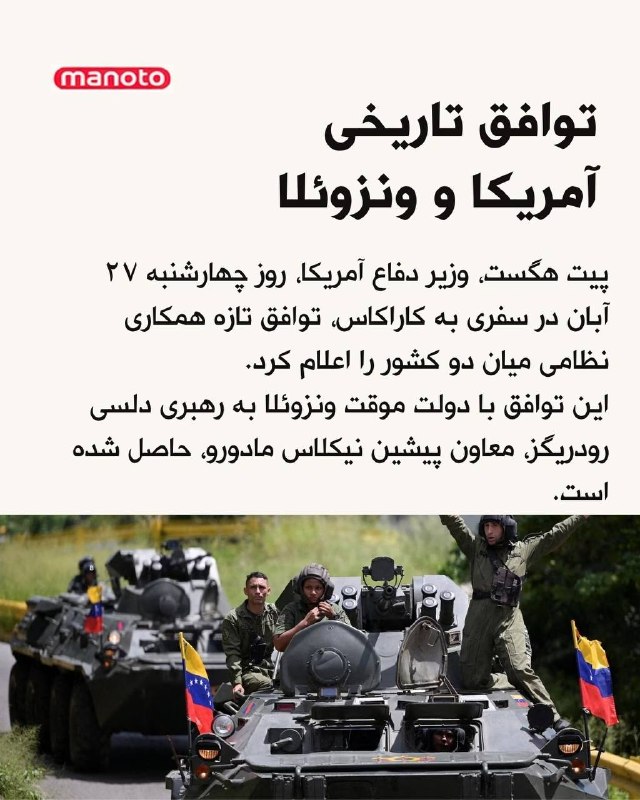 manoto
توافق تاریخی
آمریکا و ونزوئلا
پیت هگست، وزیر دفاع آمریکا، روز چهارشنبه ۲۷
آبان در سفری به کاراکاس، توافق تازه همکاری
نظامی میان دو کشور را اعلام کرد.
این توافق با دولت موقت ونزوئلا به رهبری دلسی
رودریگز، معاون پیشین نیکلاس مادورو، حاصل شده
است.